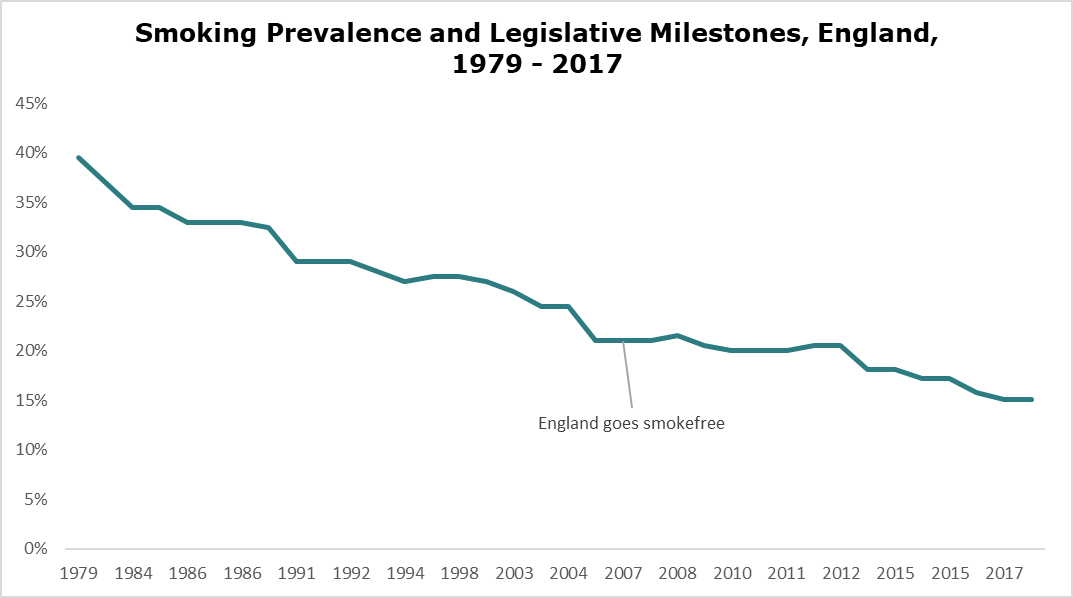 Smoking Prevalence and Legislative Milestones, England,
1979 - 2017
45%
40%
35%
30%
25%
20%
15%
10%
5%
0%
England goes smokefree
1979 1984 1986 1986 1991 1992 1994 1998 2003 2004 2007 2008 2010 2011 2012 2015 2015 2017